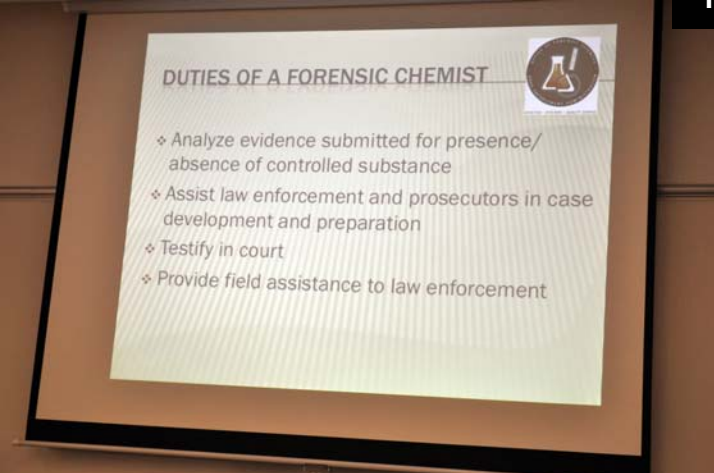 DUTIES OF A FORENSIC CHEMIST
❖ Analyze evidence submitted for presence/
absence of controlled substance
❖ Assist law enforcement and prosecutors in case
development and preparation
❖ Testify in court
❖ Provide field assistance to law enforcement